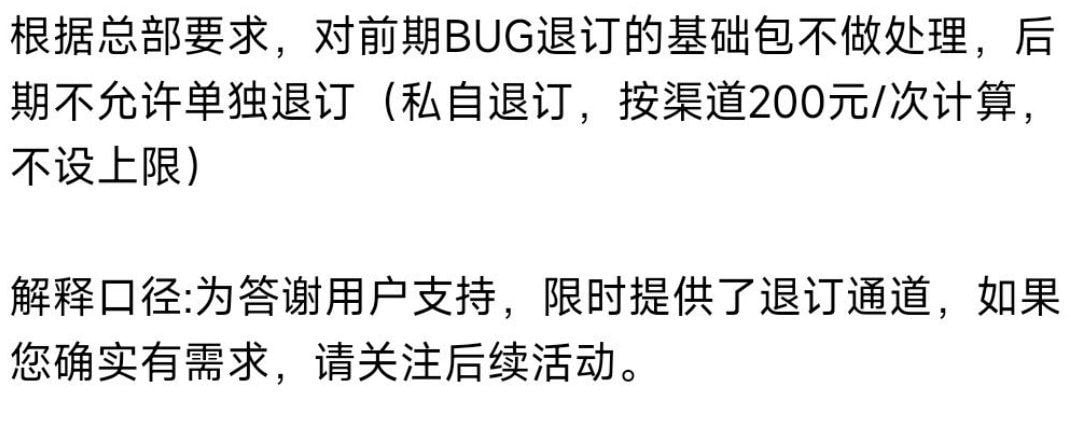 根据总部要求，对前期BUG退订的基础包不做处理，后
期不允许单独退订（私自退订，按渠道200元/次计算，
不设上限）
解释口径:为答谢用户支持，限时提供了退订通道，如果
您确实有需求，请关注后续活动。